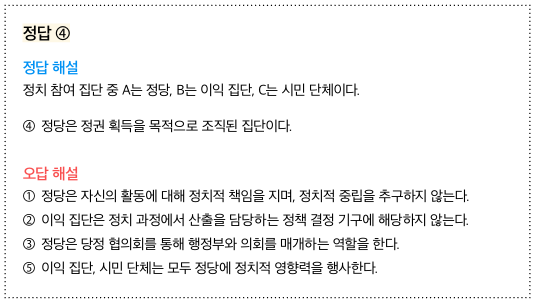 정답 ④
정답 해설
정치 참여 집단 중 A는 정당, B는 이익 집단, C는 시민 단체이다.
④ 정당은 정권 획득을 목적으로 조직된 집단이다.
오답 해설
① 정당은 자신의 활동에 대해 정치적 책임을 지며, 정치적 중립을 추구하지 않는다.
② 이익 집단은 정치 과정에서 산출을 담당하는 정책 결정 기구에 해당하지 않는다.
③ 정당은 당정 협의회를 통해 행정부와 의회를 매개하는 역할을 한다.
⑤ 이익 집단, 시민 단체는 모두 정당에 정치적 영향력을 행사한다.